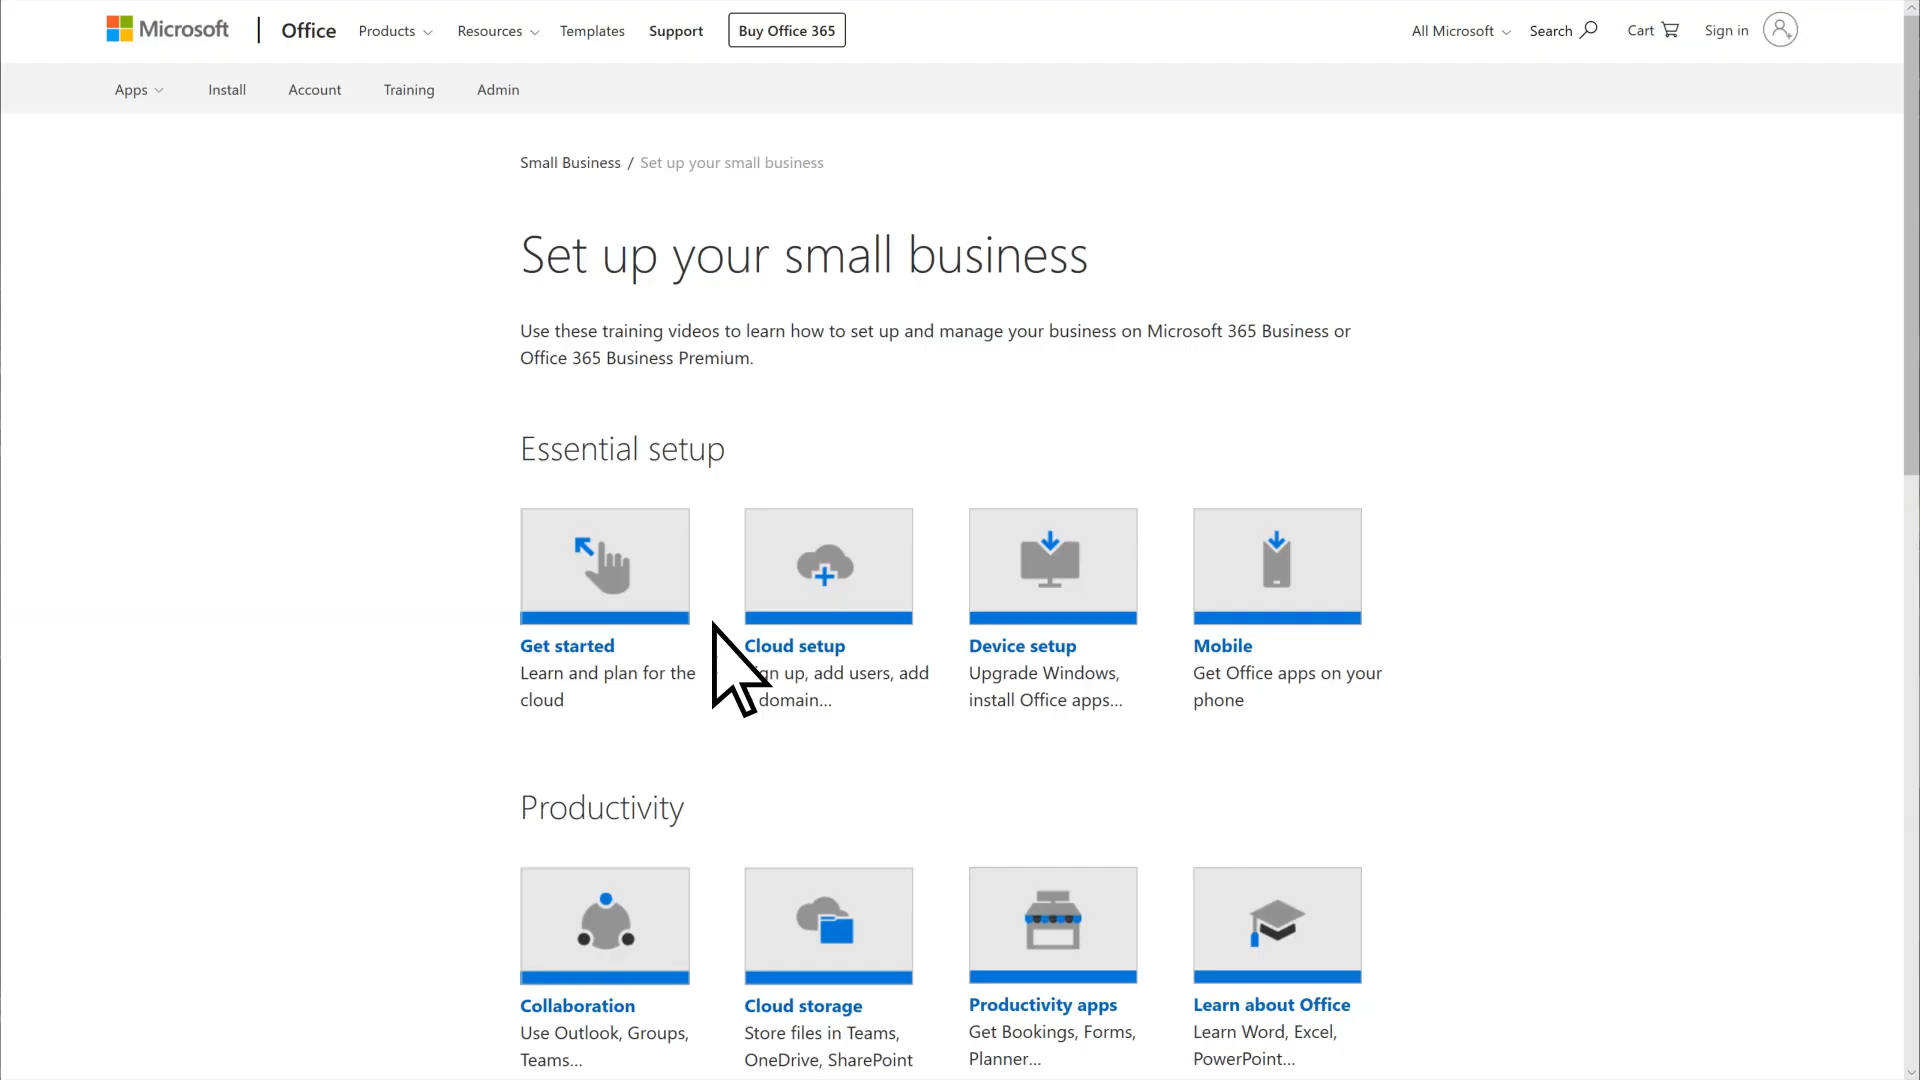 Microsoft
Office
Products
Resources
Templates
Support
Buy Office 365
All Microsoft
Search
Cart
Sign in
Apps
Install
Account
Training
Admin
Small Business / Set up your small business
Set up your small business
Use these training videos to learn how to set up and manage your business on Microsoft 365 Business or
Office 365 Business Premium.
Essential setup
Get started
Learn and plan for the
cloud
Cloud setup
up, add users, add
domain...
Device setup
Upgrade Windows,
install Office apps...
Mobile
Get Office apps on your
phone
Productivity
Collaboration
Use Outlook, Groups,
Teams...
Cloud storage
Store files in Teams,
OneDrive, SharePoint
Productivity apps
Get Bookings, Forms,
Planner...
Learn about Office
Learn Word, Excel,
PowerPoint...